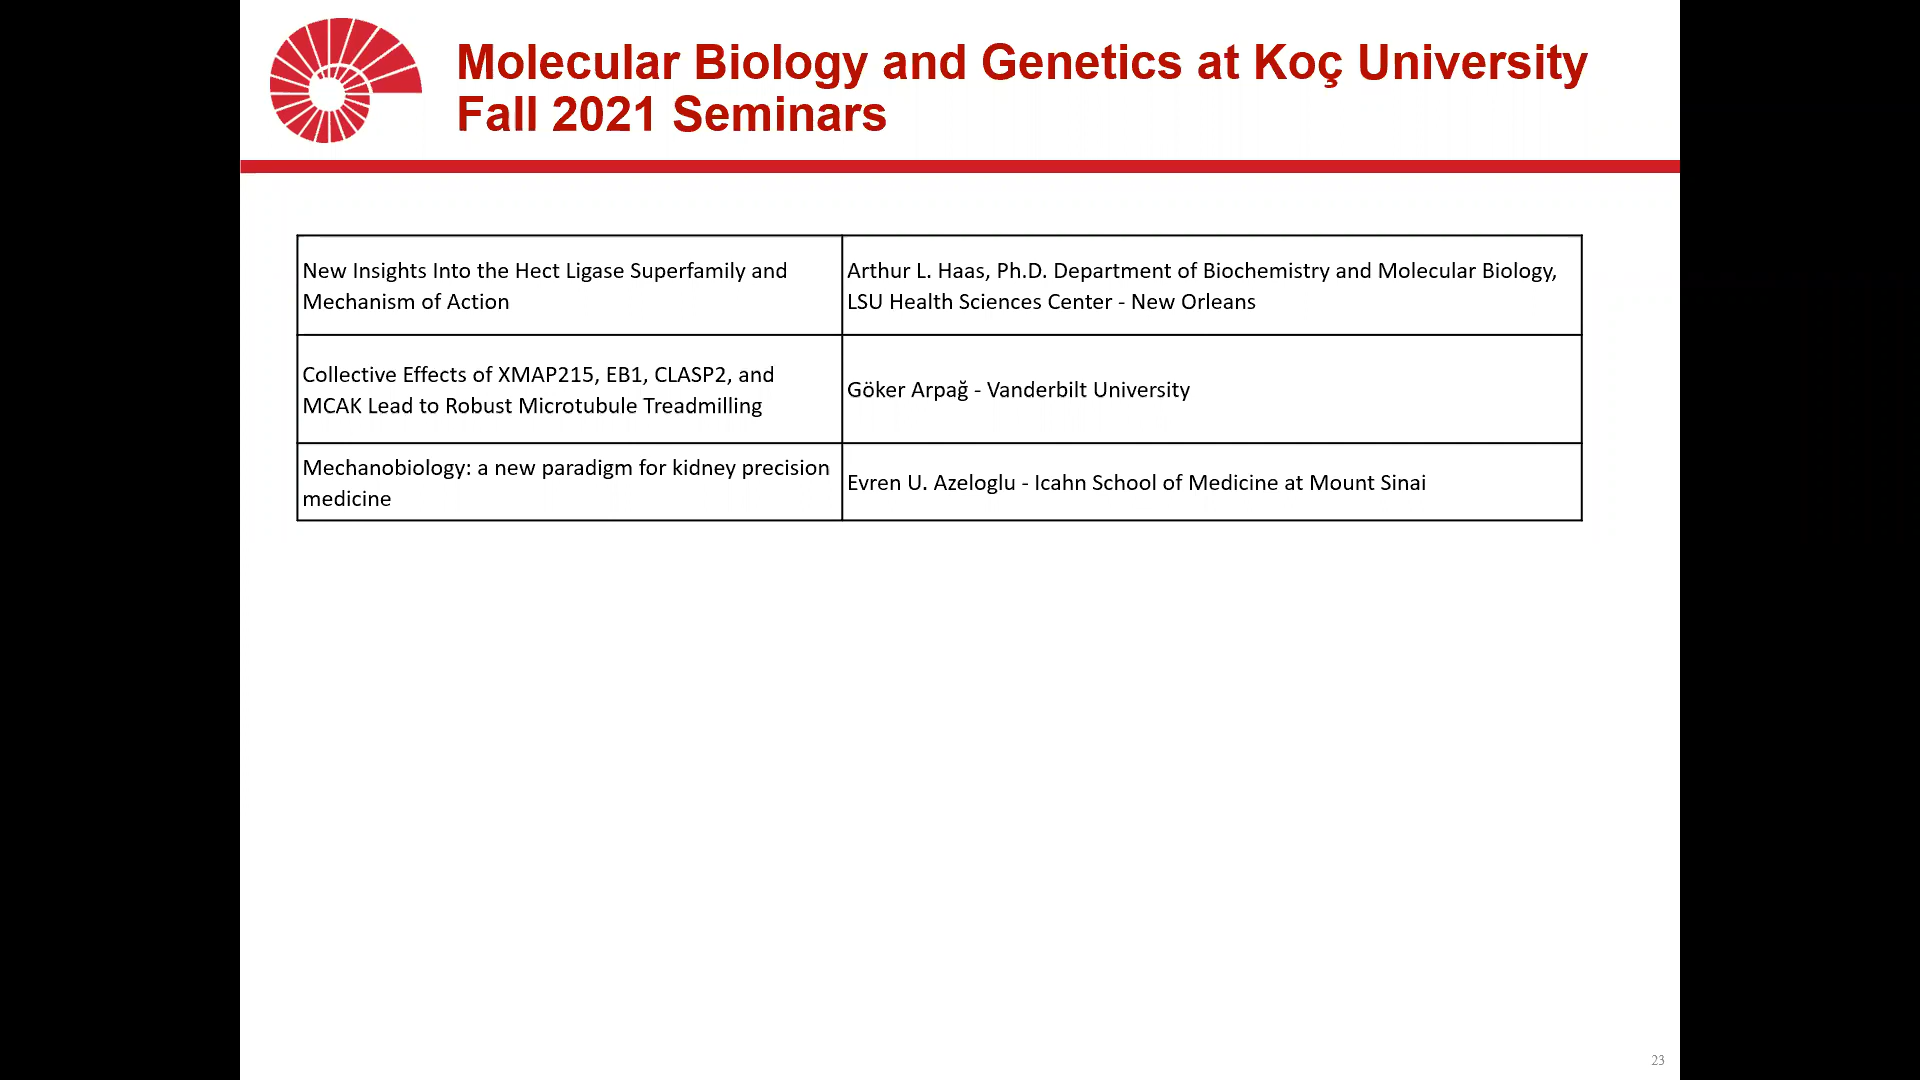 Molecular Biology and Genetics at Koç University
Fall 2021 Seminars
New Insights Into the Hect Ligase Superfamily and
Mechanism of Action
Arthur L. Haas, Ph.D. Department of Biochemistry and Molecular Biology,
LSU Health Sciences Center - New Orleans
Collective Effects of XMAP215, EB1, CLASP2, and
MCAK Lead to Robust Microtubule Treadmilling
Göker Arpağ - Vanderbilt University
Mechanobiology: a new paradigm for kidney precision
medicine
Evren U. Azeloglu - Icahn School of Medicine at Mount Sinai
23